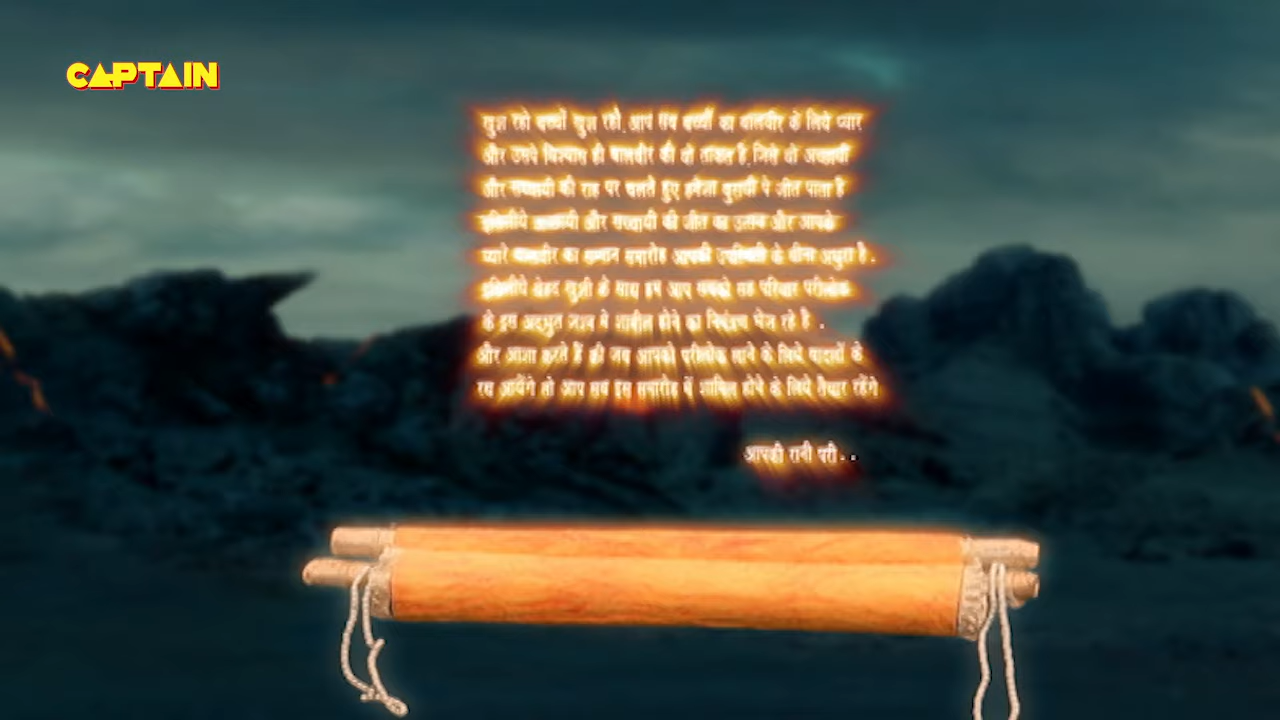 CAPTAIN
खुश रहो बच्चों खुश रहो. आप सब बच्चों का बालवीर के लिये प्यार
और उसपे विश्वास ही बालवीर की वो ताकत है. जिसे वो अच्छायी
और सच्चायी की राह पर चलते हुए हमेशा बुरायी पे जीत पाता है
इसिलीये अच्छायी और सच्चायी की जीत का उत्सव और आपके
प्यारे बालवीर का सम्मान समारोह आपकी उपस्थिती के बीना अधुरा है.
इसिलीये बेहद खुशी के साथ हम आप सबको सह परिवार परीलोक
के इस अदभुत जश्न मे शामील होने का निमंत्रण भेज रहे है .
और आशा करते हैं की जब आपको परीलोक लाने के लिये बादलों के
रथ आयेंगे तो आप सब इस समारोह में शामिल होने के लिये तैयार रहेंगे
आपकी रानी परी . .